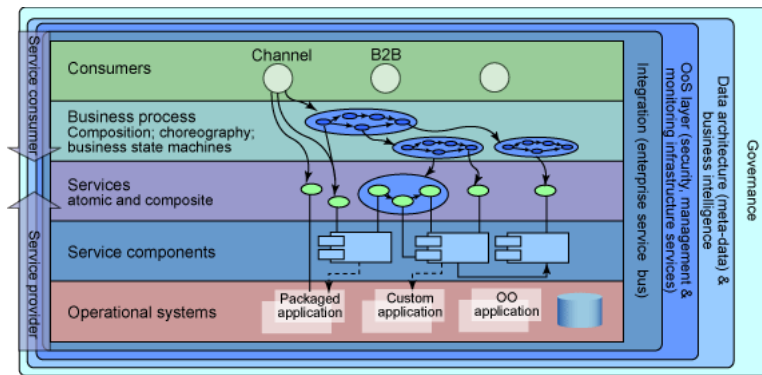 Channel
B2B
Consumers
Business process
Composition; choreography;
business state machines
Services
atomic and composite
Service components
Operational systems
Packaged
application
Custom
application
OO
application
Service consumer
Service provider
Integration (enterprise service bus)
OoS layer (security, management &
monitoring infrastructure services)
Data architecture (meta-data) &
business intelligence
Governance